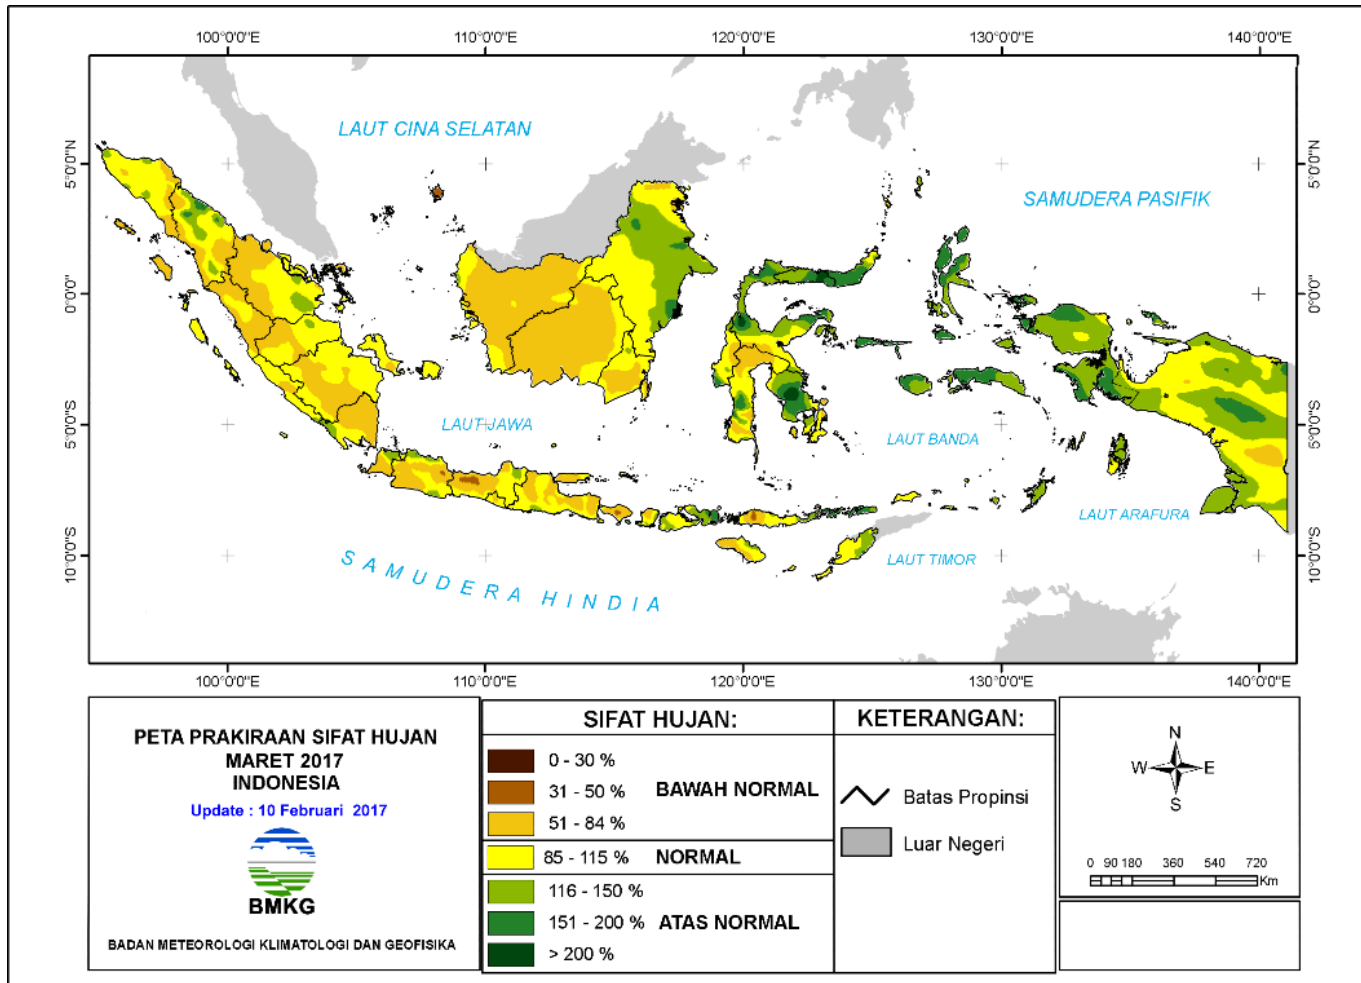 100°0'0"E 110°0'0"E 120°0'0"E 130°0'0"E 140°0'0"E
LAUT CINA SELATAN
5°0'0"N
5°0'0"N
SAMUDERA PASIFIK
0°0'0"
0°0'0"
LAUT JAWA
5°0'0"S
5°0'0"S
LAUT BANDA
LAUT ARAFURA
10°0'0"S
10°0'0"S
LAUT TIMOR
SAMUDERA HINDIA
100°0'0"E 110°0'0"E 120°0'0"E 130°0'0"E 140°0'0"E
PETA PRAKIRAAN SIFAT HUJAN
MARET 2017
INDONESIA
Update : 10 Februari 2017
BMKG
BADAN METEOROLOGI KLIMATOLOGI DAN GEOFISIKA
SIFAT HUJAN:
0 - 30 %
31 - 50 % BAWAH NORMAL
51 - 84 %
85 - 115 % NORMAL
116 - 150 %
151 - 200 % ATAS NORMAL
> 200 %
KETERANGAN:
Batas Propinsi
Luar Negeri
N
W E
S
0 90 180 360 540 720
Km